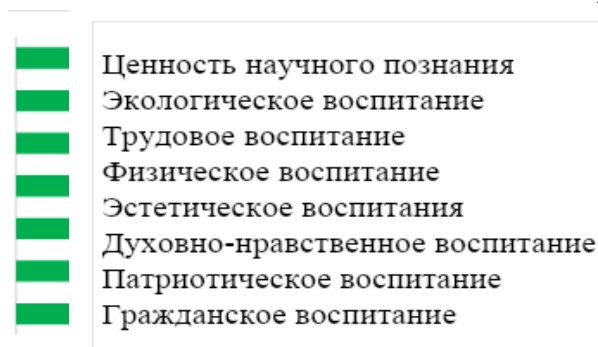 Ценность научного познания
Экологическое воспитание
Трудовое воспитание
Физическое воспитание
Эстетическое воспитания
Духовно-нравственное воспитание
Патриотическое воспитание
Гражданское воспитание